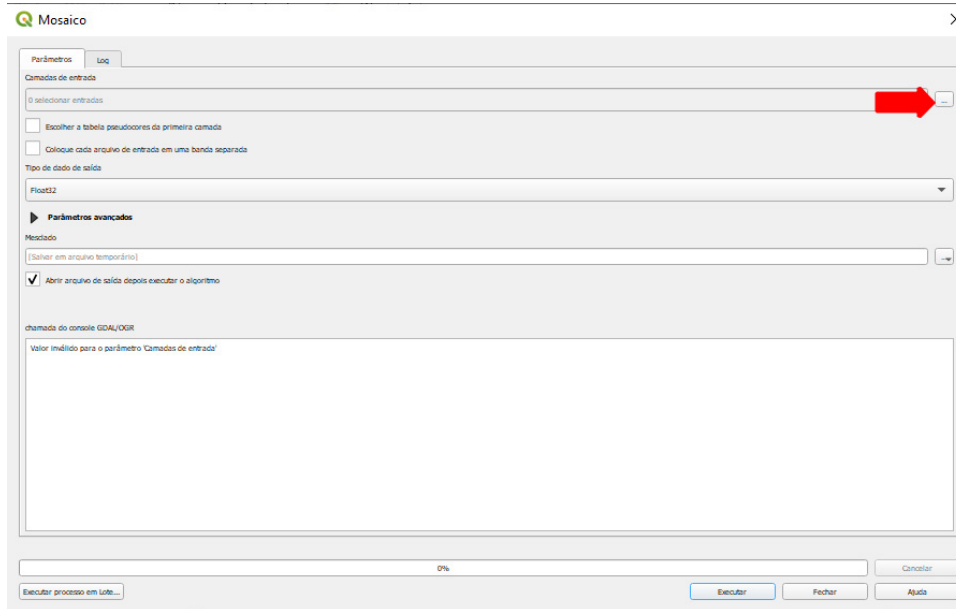 Mosaico
Parâmetros
Log
Camadas de entrada
0 selecionar entradas
...
Escolher a tabela pseudocores da primeira camada
Coloque cada arquivo de entrada em uma banda separada
Tipo de dado de saída
Float32
Parâmetros avançados
Mesclado
[Salvar em arquivo temporário]
...
Abrir arquivo de saída depois executar o algoritmo
chamada do console GDAL/OGR
Valor inválido para o parâmetro 'Camadas de entrada'
0%
Cancelar
Executar processo em Lote...
Executar
Fechar
Ajuda